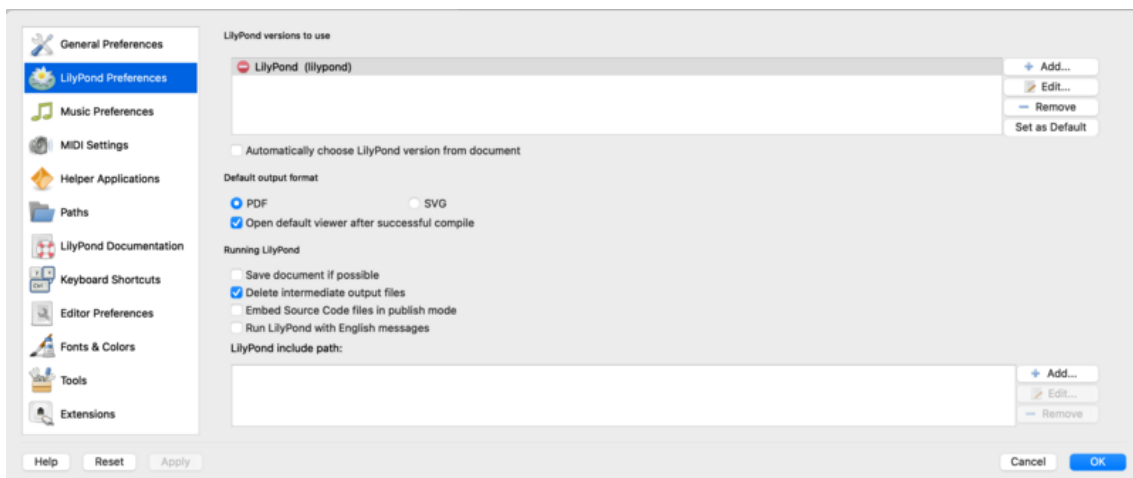 General Preferences
LilyPond Preferences
Music Preferences
MIDI Settings
Helper Applications
Paths
LilyPond Documentation
Keyboard Shortcuts
Editor Preferences
Fonts & Colors
Tools
Extensions
LilyPond versions to use
LilyPond (lilypond)
Add...
Edit...
Remove
Set as Default
Automatically choose LilyPond version from document
Default output format
PDF SVG
Open default viewer after successful compile
Running LilyPond
Save document if possible
Delete intermediate output files
Embed Source Code files in publish mode
Run LilyPond with English messages
LilyPond include path:
Add...
Edit...
Remove
Help Reset Apply Cancel OK